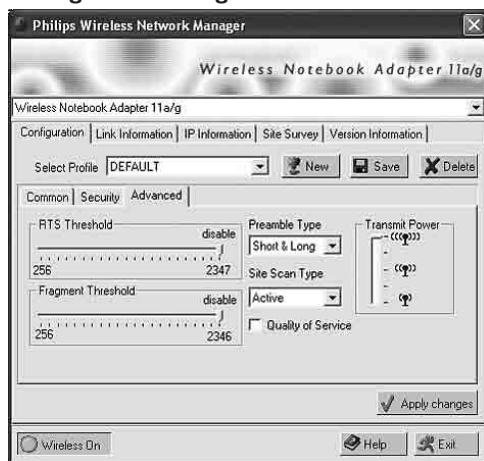 Philips Wireless Network Manager
Wireless Notebook Adapter 11a/g
Wireless Notebook Adapter 11a/g
Configuration Link Information IP Information Site Survey Version Information
Select Profile DEFAULT New Save Delete
Common Security Advanced
RTS Threshold
disable
256 2347
Fragment Threshold
disable
256 2346
Preamble Type
Short & Long
Site Scan Type
Active
Quality of Service
Transmit Power
Apply changes
Wireless On Help Exit